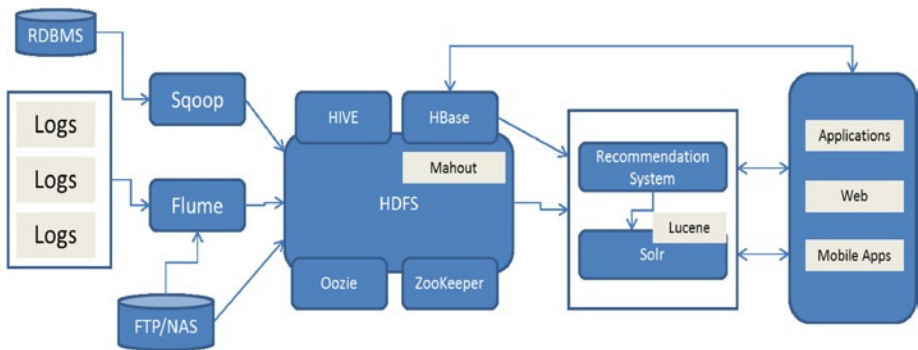 RDBMS
Sqoop
Logs
Logs
Logs
Flume
FTP/NAS
HIVE
HBase
Mahout
HDFS
Oozie
ZooKeeper
Recommendation
System
Lucene
Solr
Applications
Web
Mobile Apps